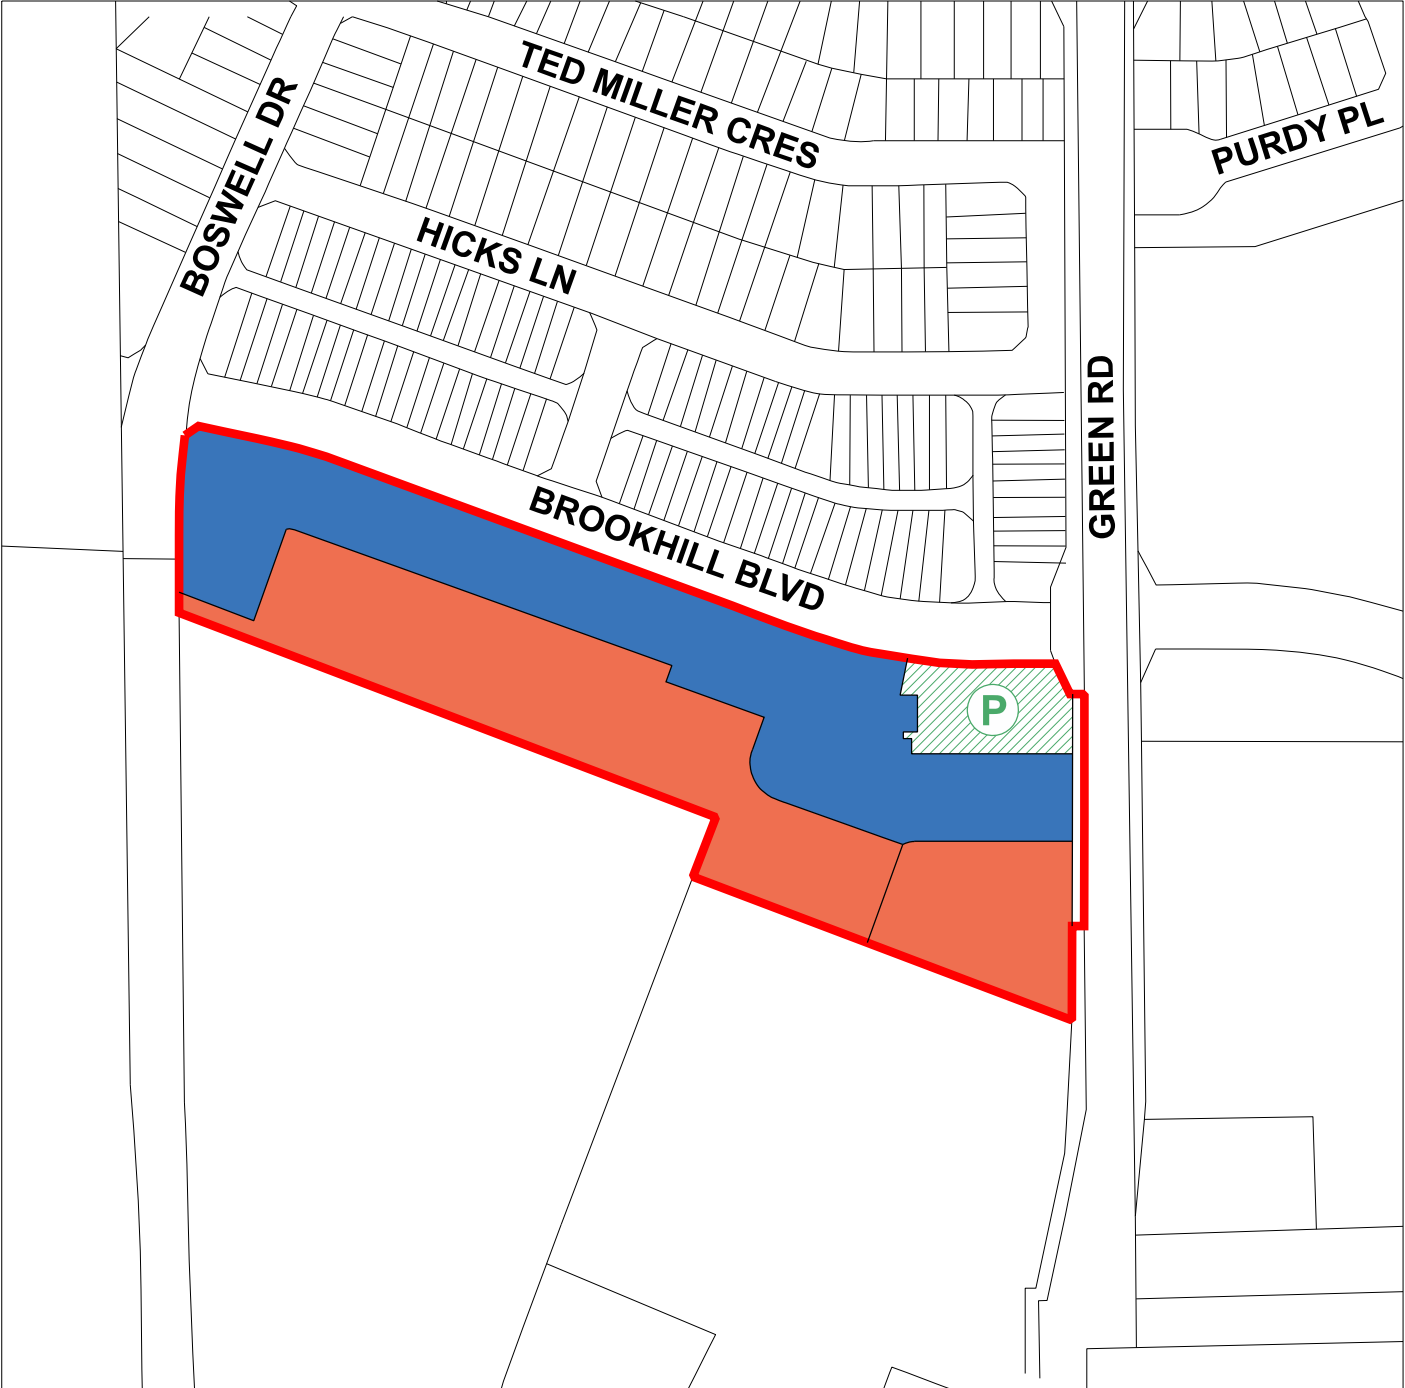 TED MILLER CRES
PURDY PL
BOSWELL DR
HICKS LN
GREEN RD
BROOKHILL BLVD
P